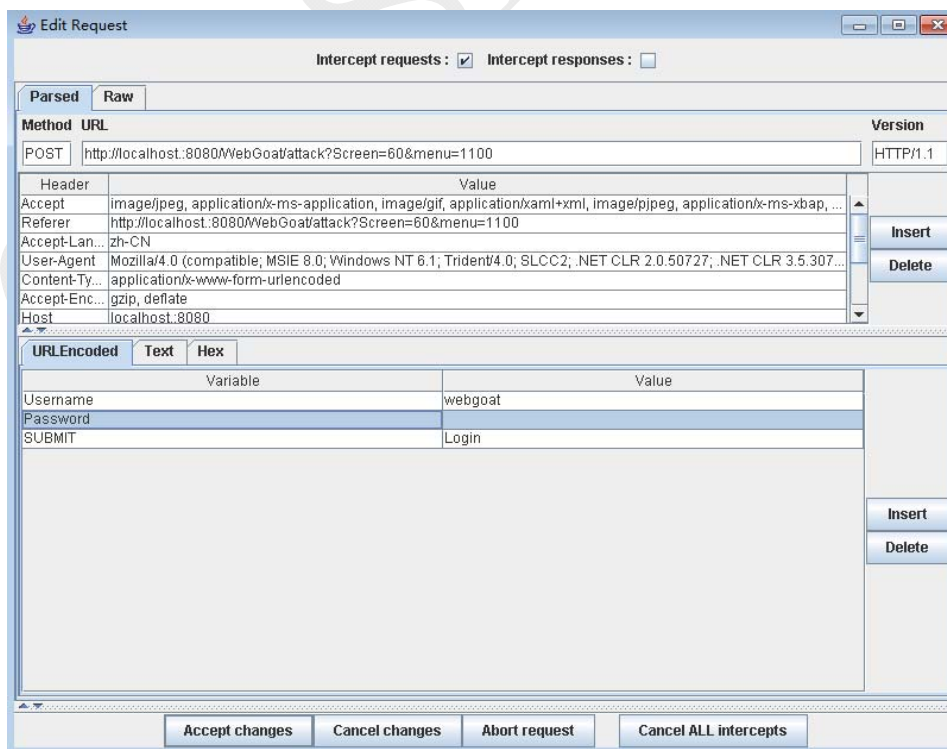 Edit Request
Intercept requests : Intercept responses :
Parsed Raw
Method URL Version
POST http://localhost.:8080/WebGoat/attack?Screen=60&menu=1100 HTTP/1.1
Header Value
Accept image/jpeg, application/x-ms-application, image/gif, application/xaml+xml, image/pjpeg, application/x-ms-xbap, ...
Referer http://localhost.:8080/WebGoat/attack?Screen=60&menu=1100
Insert
Accept-Lan... zh-CN
User-Agent Mozilla/4.0 (compatible; MSIE 8.0; Windows NT 6.1; Trident/4.0; SLCC2; .NET CLR 2.0.50727; .NET CLR 3.5.307...
Delete
Content-Ty... application/x-www-form-urlencoded
Accept-Enc... gzip, deflate
Host localhost.:8080
URLEncoded Text Hex
Variable Value
Username webgoat
Password
SUBMIT Login
Insert
Delete
Accept changes Cancel changes Abort request Cancel ALL intercepts